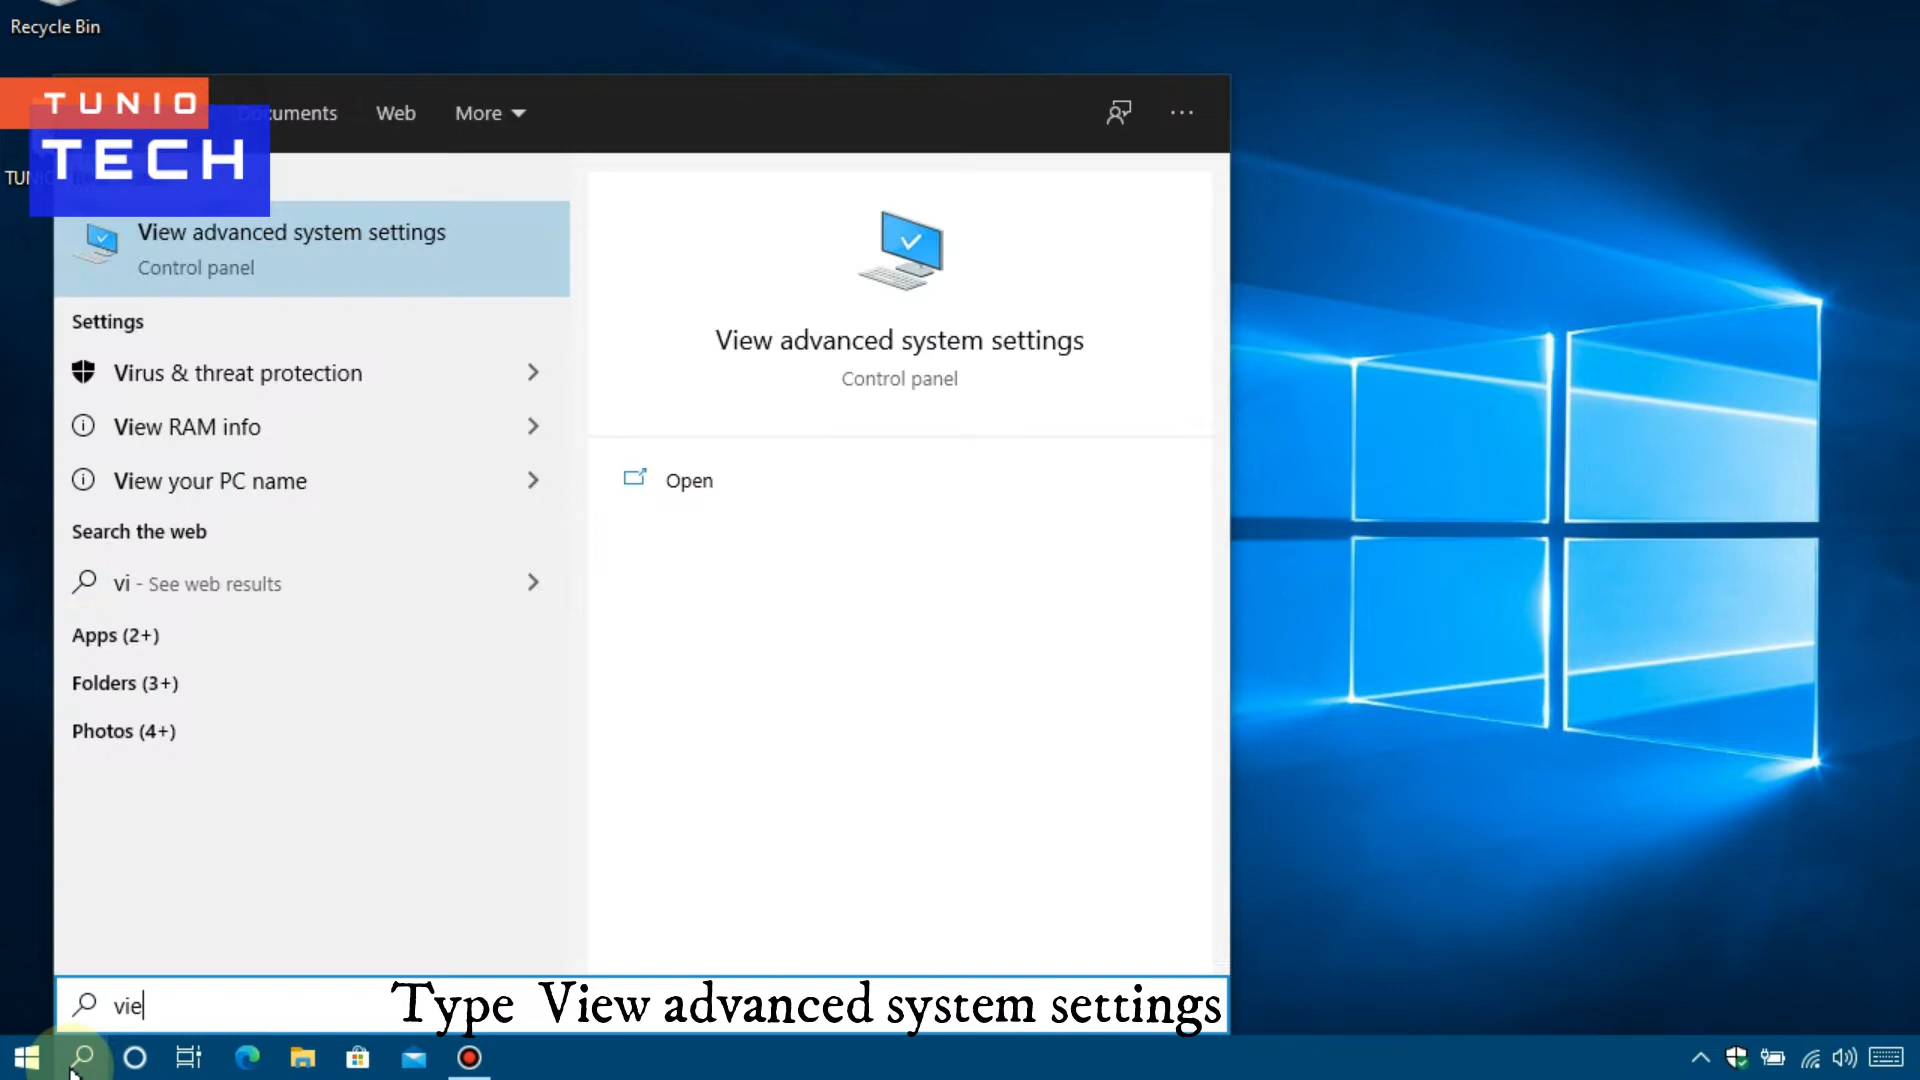 Recycle Bin
TUNIO
TECH
Documents Web More
TUNIO
View advanced system settings
Control panel
Settings
Virus & threat protection
View RAM info
View your PC name
Search the web
vi - See web results
Apps (2+)
Folders (3+)
Photos (4+)
View advanced system settings
Control panel
Open
vie
Type View advanced system settings